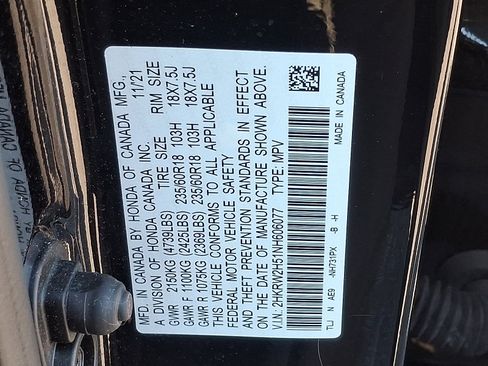 MFD. IN CANADA BY HONDA OF CANADA MFG.,
A DIVISION OF HONDA CANADA INC. 11/21
TIRE SIZE RIM SIZE
GVWR 2150KG (4739LBS)
GAWR F 1100KG (2425LBS) 235/60R18 103H 18X7.5J
GAWR R 1075KG (2369LBS) 235/60R18 103H 18X7.5J
THIS VEHICLE CONFORMS TO ALL APPLICABLE
FEDERAL MOTOR VEHICLE SAFETY
AND THEFT PREVENTION STANDARDS IN EFFECT
ON THE DATE OF MANUFACTURE SHOWN ABOVE.
V.I.N.: 2HKRW2H51NH606077 TYPE: MPV
TLJ N AE9 -NH731PX -B -H MADE IN CANADA